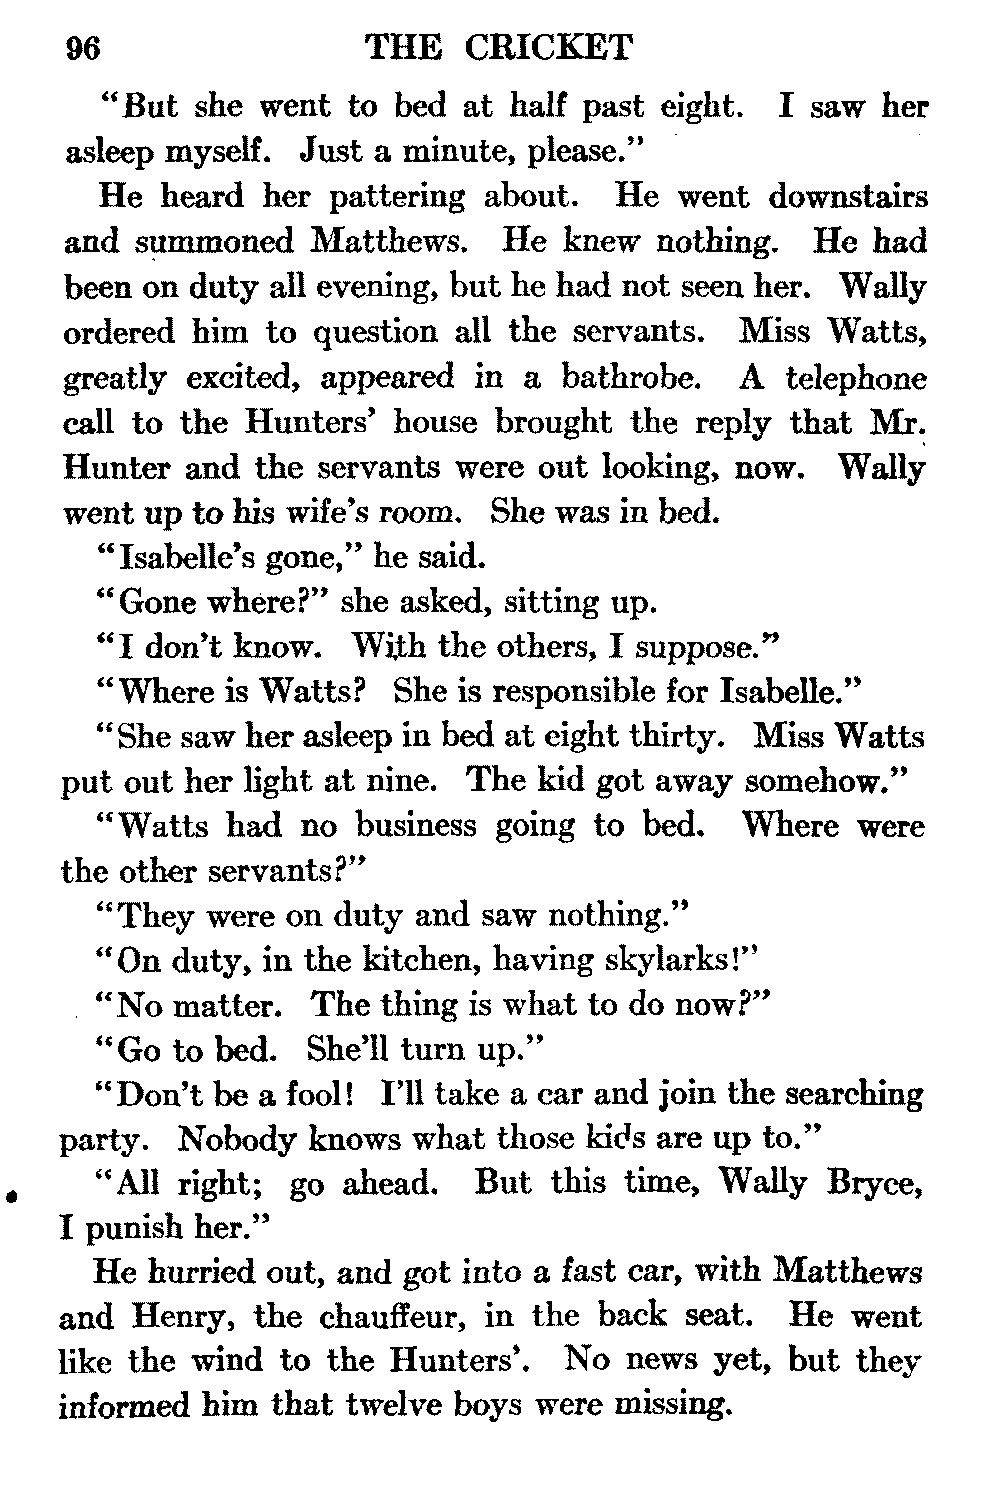 96 THE CRICKET
“But she went to bed at half past eight. I saw her
asleep myself. Just a minute, please.”
He heard her pattering about. He went downstairs
and summoned Matthews. He knew nothing. He had
been on duty all evening, but he had not seen her. Wally
ordered him to question all the servants. Miss Watts,
greatly excited, appeared in a bathrobe. A telephone
call to the Hunters’ house brought the reply that Mr.
Hunter and the servants were out looking, now. Wally
went up to his wife’s room. She was in bed.
“Isabelle’s gone,” he said.
“Gone where?” she asked, sitting up.
“I don’t know. With the others, I suppose.”
“Where is Watts? She is responsible for Isabelle.”
“She saw her asleep in bed at eight thirty. Miss Watts
put out her light at nine. The kid got away somehow.”
“Watts had no business going to bed. Where were
the other servants?”
“They were on duty and saw nothing.”
“On duty, in the kitchen, having skylarks!”
“No matter. The thing is what to do now?”
“Go to bed. She’ll turn up.”
“Don’t be a fool! I’ll take a car and join the searching
party. Nobody knows what those kids are up to.”
“All right; go ahead. But this time, Wally Bryce,
I punish her.”
He hurried out, and got into a fast car, with Matthews
and Henry, the chauffeur, in the back seat. He went
like the wind to the Hunters’. No news yet, but they
informed him that twelve boys were missing.